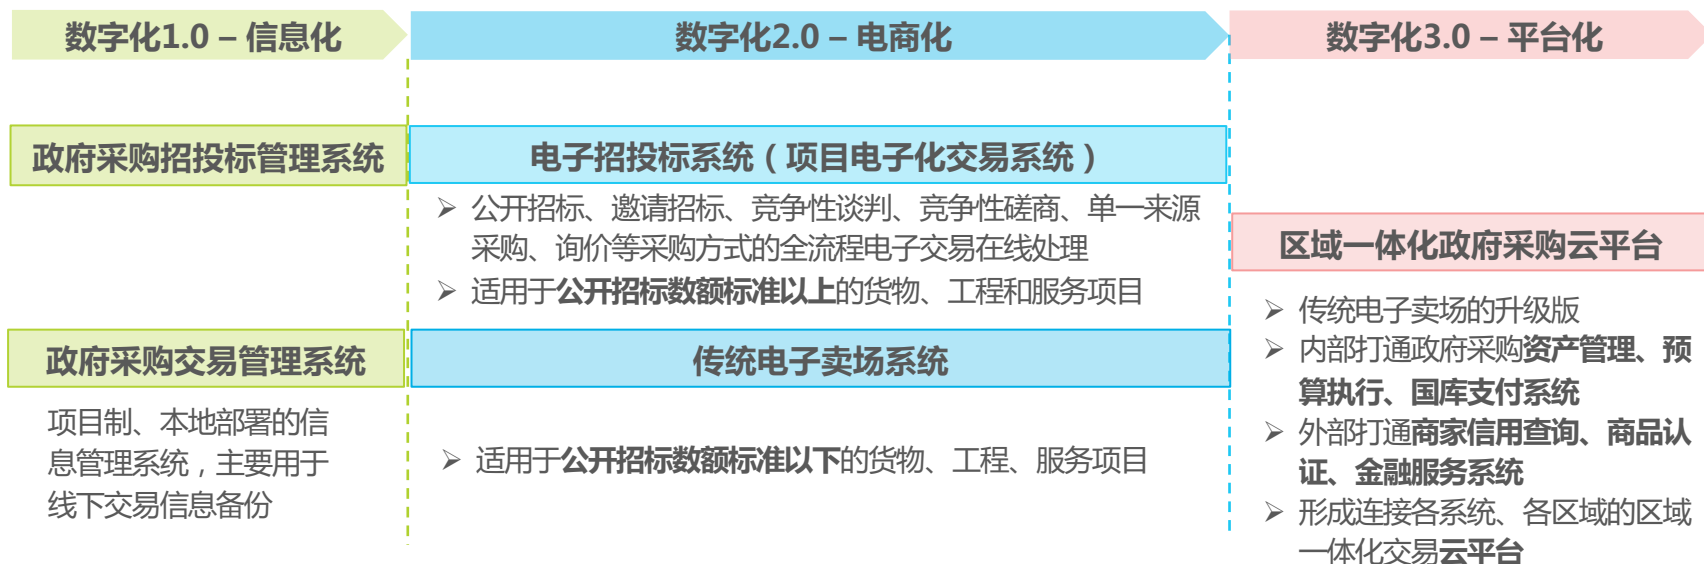 数字化1.0 – 信息化
数字化2.0 – 电商化
数字化3.0 – 平台化
政府采购招投标管理系统
电子招投标系统（项目电子化交易系统）
➢ 公开招标、邀请招标、竞争性谈判、竞争性磋商、单一来源
采购、询价等采购方式的全流程电子交易在线处理
➢ 适用于公开招标数额标准以上的货物、工程和服务项目
政府采购交易管理系统
项目制、本地部署的信
息管理系统，主要用于
线下交易信息备份
传统电子卖场系统
➢ 适用于公开招标数额标准以下的货物、工程、服务项目
区域一体化政府采购云平台
➢ 传统电子卖场的升级版
➢ 内部打通政府采购资产管理、预
算执行、国库支付系统
➢ 外部打通商家信用查询、商品认
证、金融服务系统
➢ 形成连接各系统、各区域的区域
一体化交易云平台